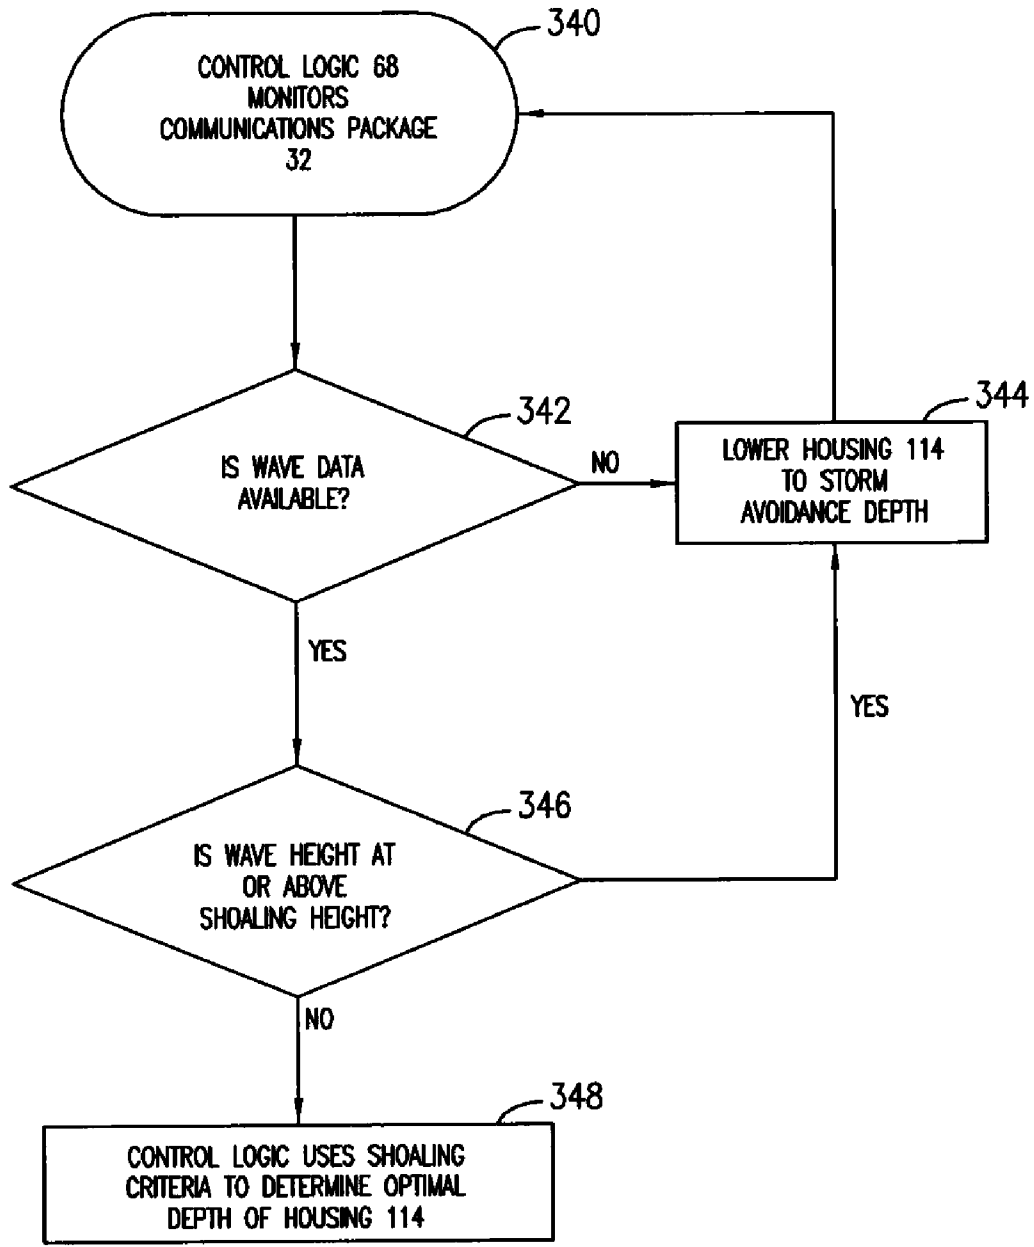 340
CONTROL LOGIC 68
MONITORS
COMMUNICATIONS PACKAGE
32
342
IS WAVE DATA
AVAILABLE?
NO
344
LOWER HOUSING 114
TO STORM
AVOIDANCE DEPTH
YES
YES
346
IS WAVE HEIGHT AT
OR ABOVE
SHOALING HEIGHT?
NO
348
CONTROL LOGIC USES SHOALING
CRITERIA TO DETERMINE OPTIMAL
DEPTH OF HOUSING 114